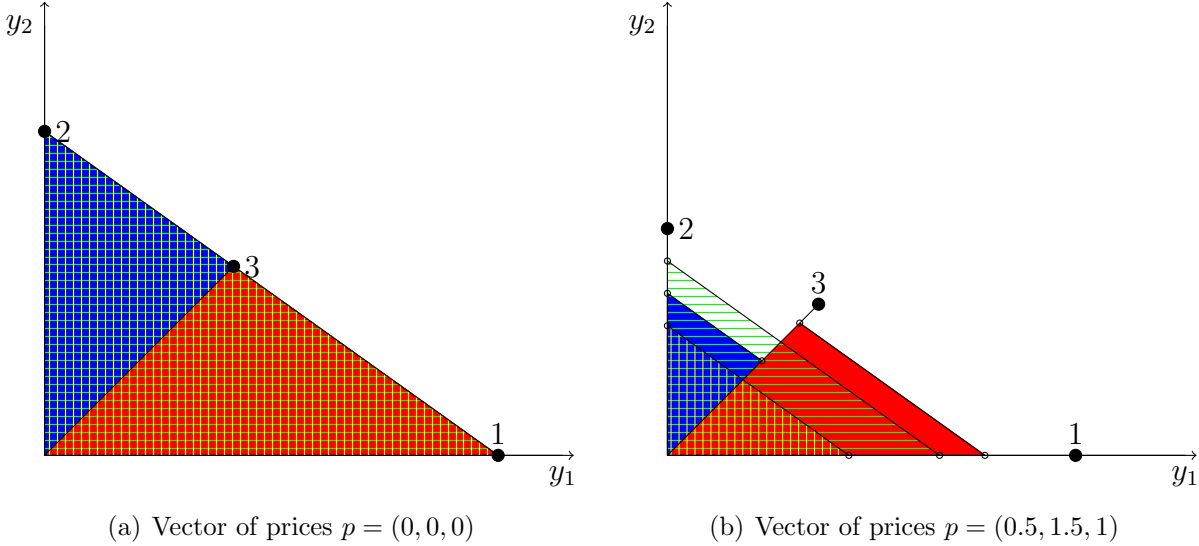 y₂
2
3
1
y₁
(a) Vector of prices p = (0, 0, 0)
y₂
2
3
1
y₁
(b) Vector of prices p = (0.5, 1.5, 1)